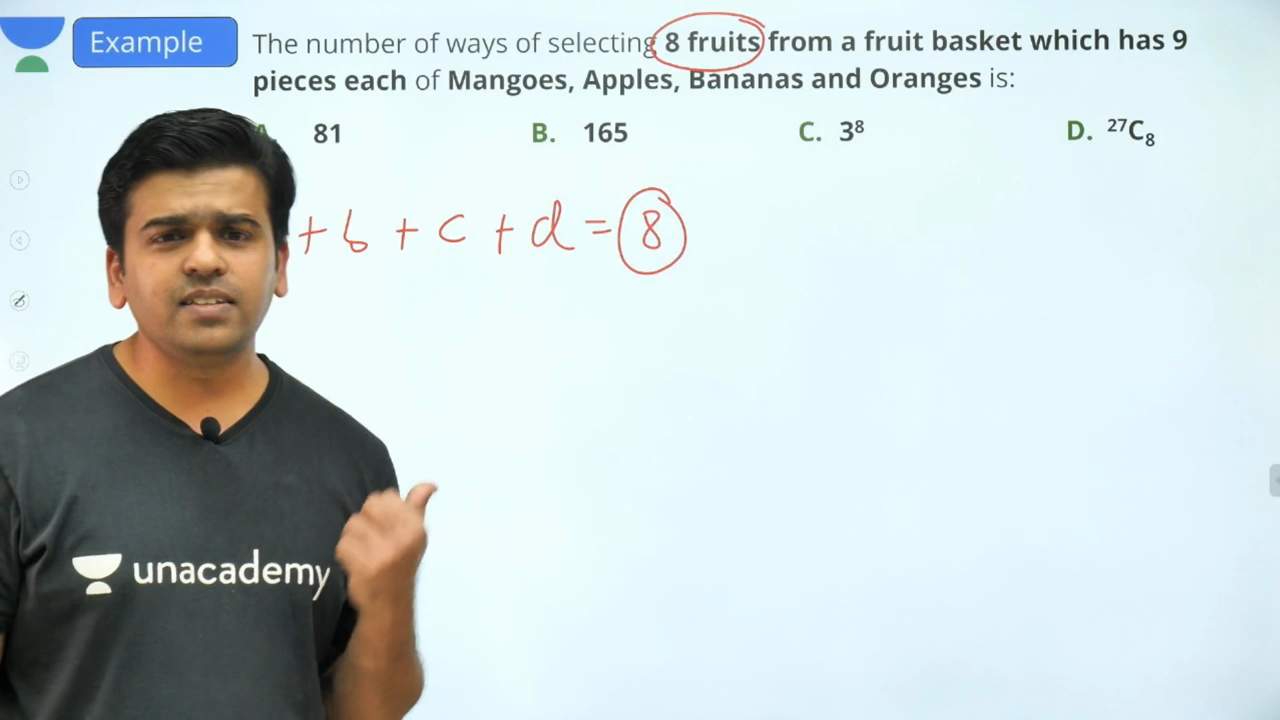 Example
The number of ways of selecting 8 fruits from a fruit basket which has 9
pieces each of Mangoes, Apples, Bananas and Oranges is:
81 B. 165 C. 3⁸ D. ²⁷C₈
+ b + c + d = 8
unacademy